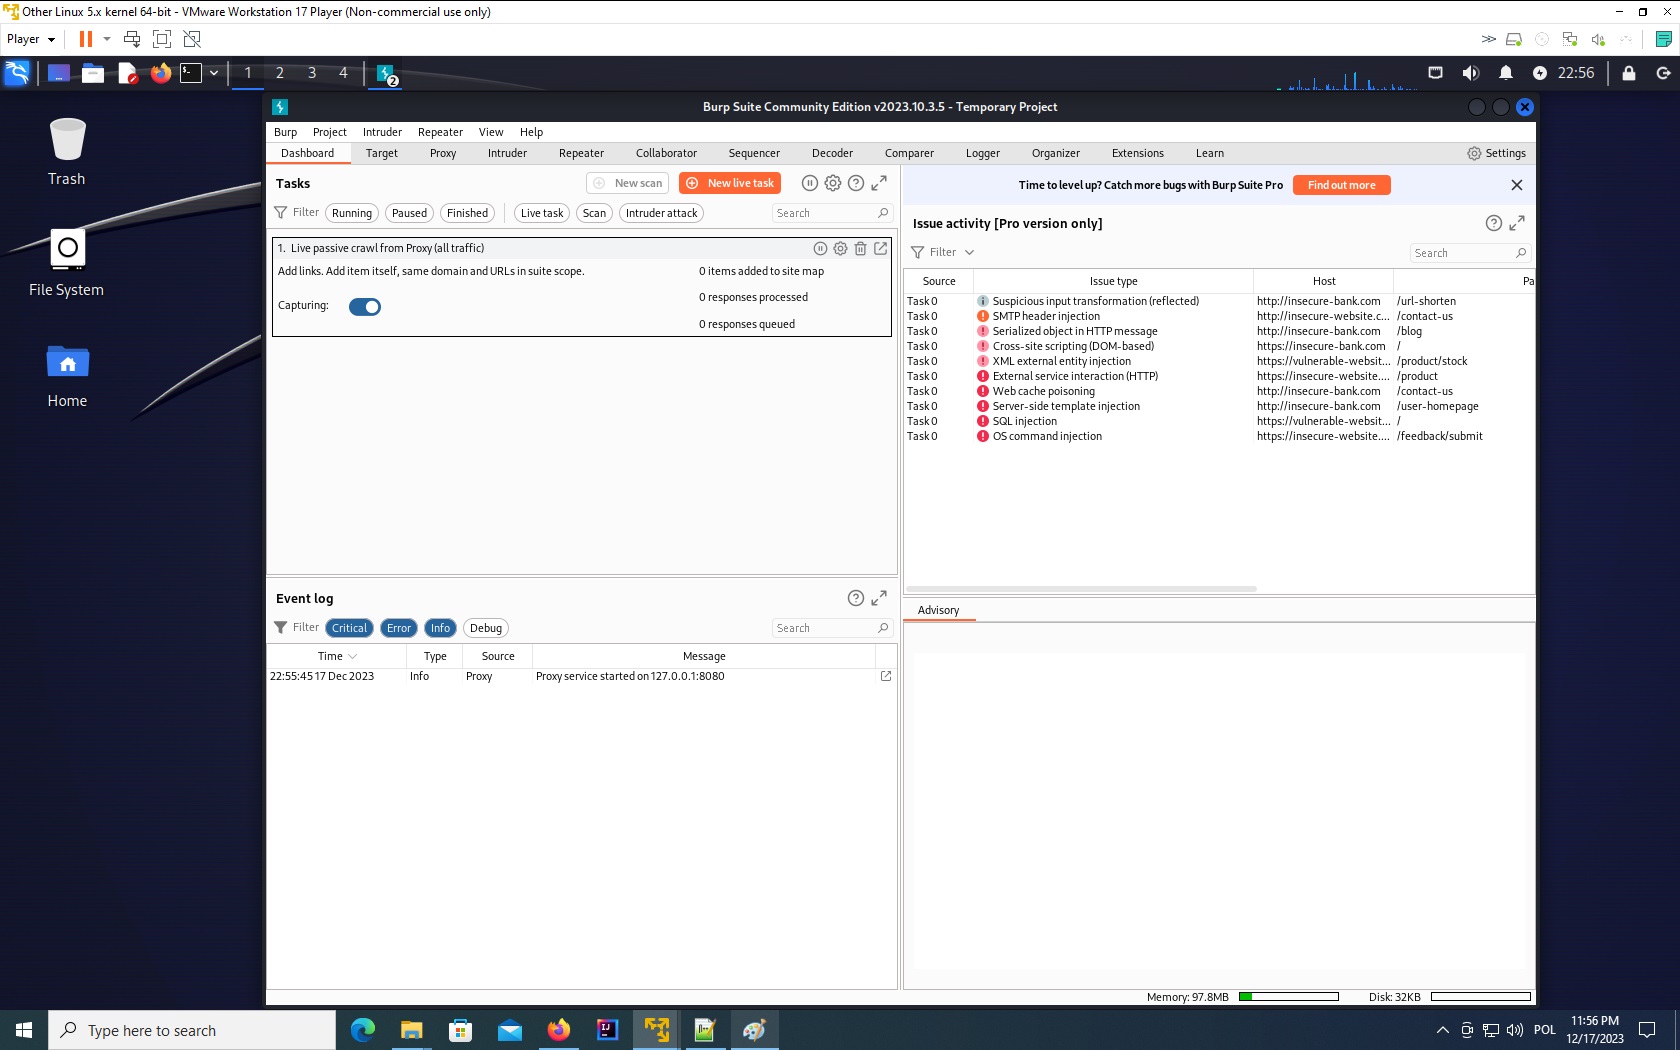 Other Linux 5.x kernel 64-bit - VMware Workstation 17 Player (Non-commercial use only)
Player
1 2 3 4 2 22:56
Trash
File System
Home
Burp Suite Community Edition v2023.10.3.5 - Temporary Project
Burp Project Intruder Repeater View Help
Dashboard Target Proxy Intruder Repeater Collaborator Sequencer Decoder Comparer Logger Organizer Extensions Learn Settings
Tasks New scan New live task
Filter Running Paused Finished Live task Scan Intruder attack Search
1. Live passive crawl from Proxy (all traffic)
Add links. Add item itself, same domain and URLs in suite scope. 0 items added to site map
0 responses processed
Capturing:
0 responses queued
Event log
Filter Critical Error Info Debug Search
Time Type Source Message
22:55:45 17 Dec 2023 Info Proxy Proxy service started on 127.0.0.1:8080
Time to level up? Catch more bugs with Burp Suite Pro Find out more
Issue activity [Pro version only]
Filter Search
Source Issue type Host Pa
Task 0 Suspicious input transformation (reflected) http://insecure-bank.com /url-shorten
Task 0 SMTP header injection http://insecure-website.c... /contact-us
Task 0 Serialized object in HTTP message http://insecure-bank.com /blog
Task 0 Cross-site scripting (DOM-based) https://insecure-bank.com /
Task 0 XML external entity injection https://vulnerable-websit... /product/stock
Task 0 External service interaction (HTTP) https://insecure-website.... /product
Task 0 Web cache poisoning http://insecure-bank.com /contact-us
Task 0 Server-side template injection http://insecure-bank.com /user-homepage
Task 0 SQL injection https://vulnerable-websit... /
Task 0 OS command injection https://insecure-website.... /feedback/submit
Advisory
Memory: 97.8MB Disk: 32KB
Type here to search
POL
11:56 PM
12/17/2023